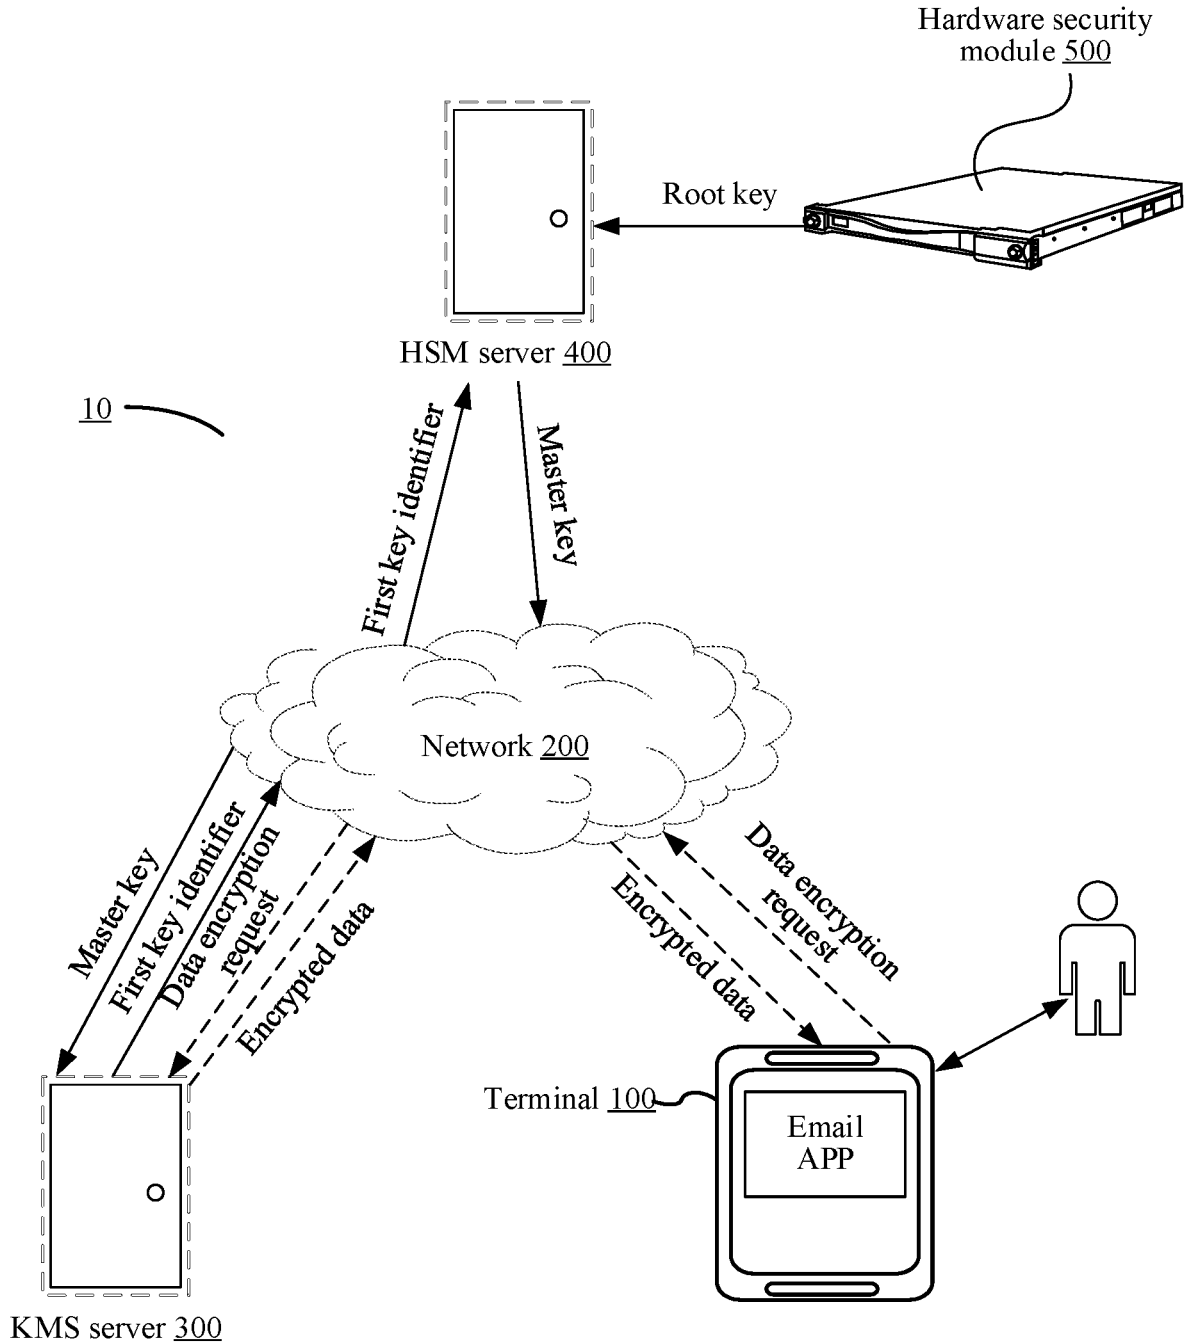 Hardware security
module 500
Root key
HSM server 400
10
First key identifier
Master key
Network 200
Master key
First key identifier
Data encryption
request
Encrypted data
Encrypted data
Data encryption
request
Terminal 100
Email
APP
KMS server 300